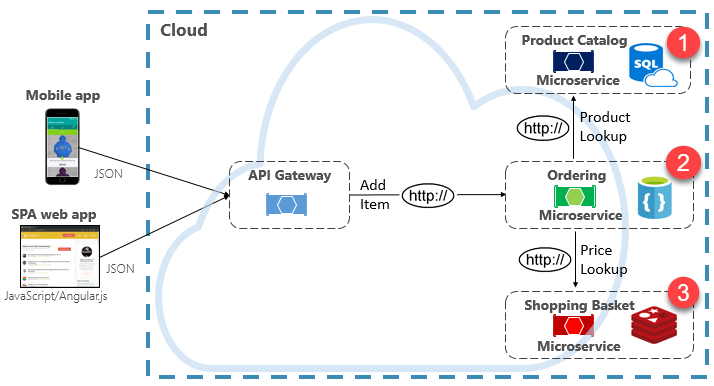 Cloud
Product Catalog
1
SQL
Microservice
Mobile app
http://
Product
Lookup
JSON
API Gateway
Add
Item
http://
Ordering
2
{ }
Microservice
SPA web app
JSON
JavaScript/Angular.js
http://
Price
Lookup
Shopping Basket
3
Microservice